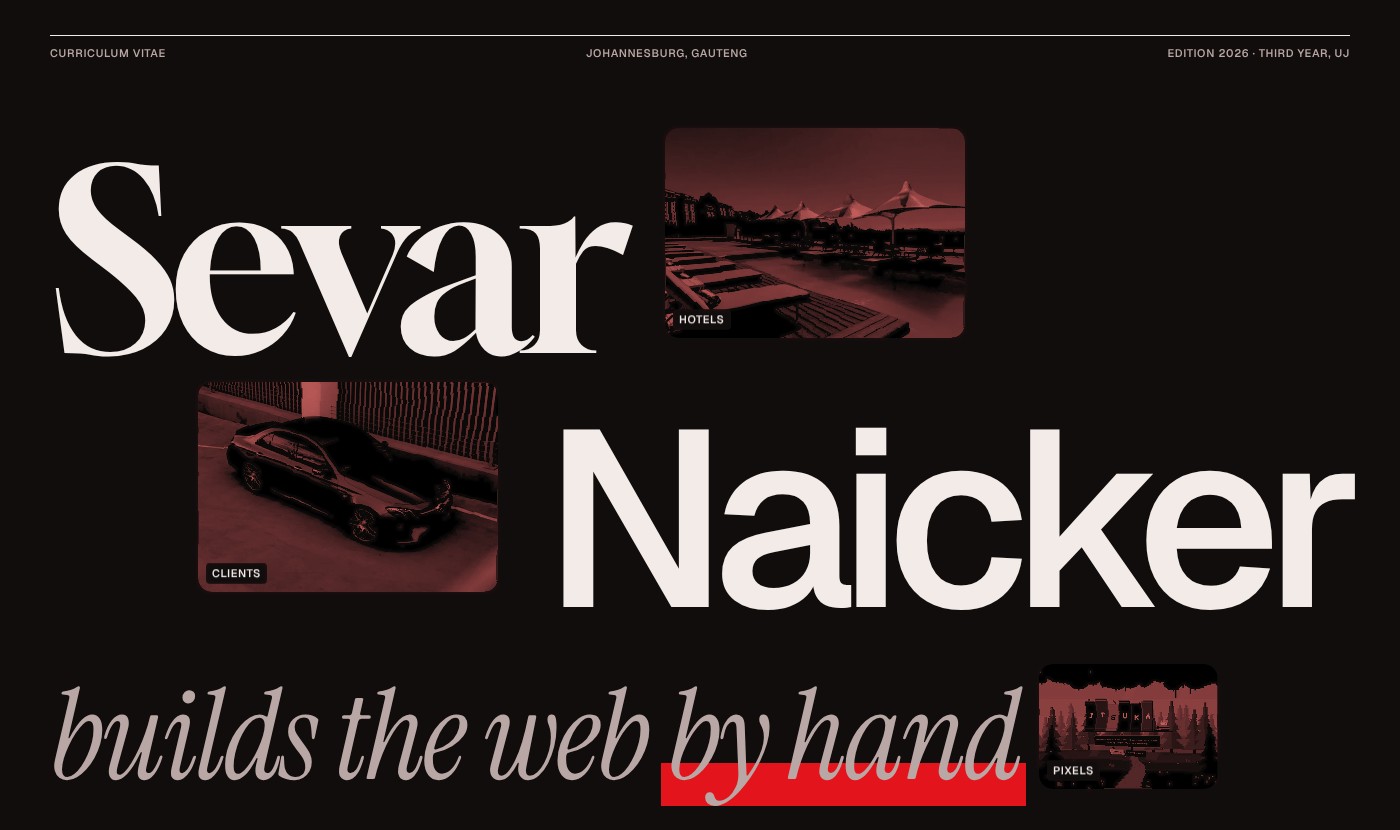 CURRICULUM VITAE
JOHANNESBURG, GAUTENG
EDITION 2026 · THIRD YEAR, UJ
Sevar
HOTELS
CLIENTS
Naicker
builds the web by hand
PIXELS